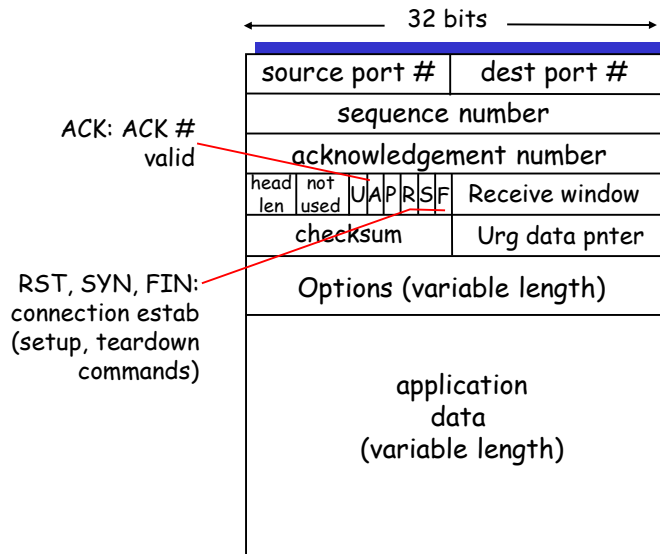 32 bits
source port # dest port #
sequence number
ACK: ACK #
valid
acknowledgement number
head
len
not
used
U A P R S F
Receive window
checksum Urg data pnter
RST, SYN, FIN:
connection estab
(setup, teardown
commands)
Options (variable length)
application
data
(variable length)